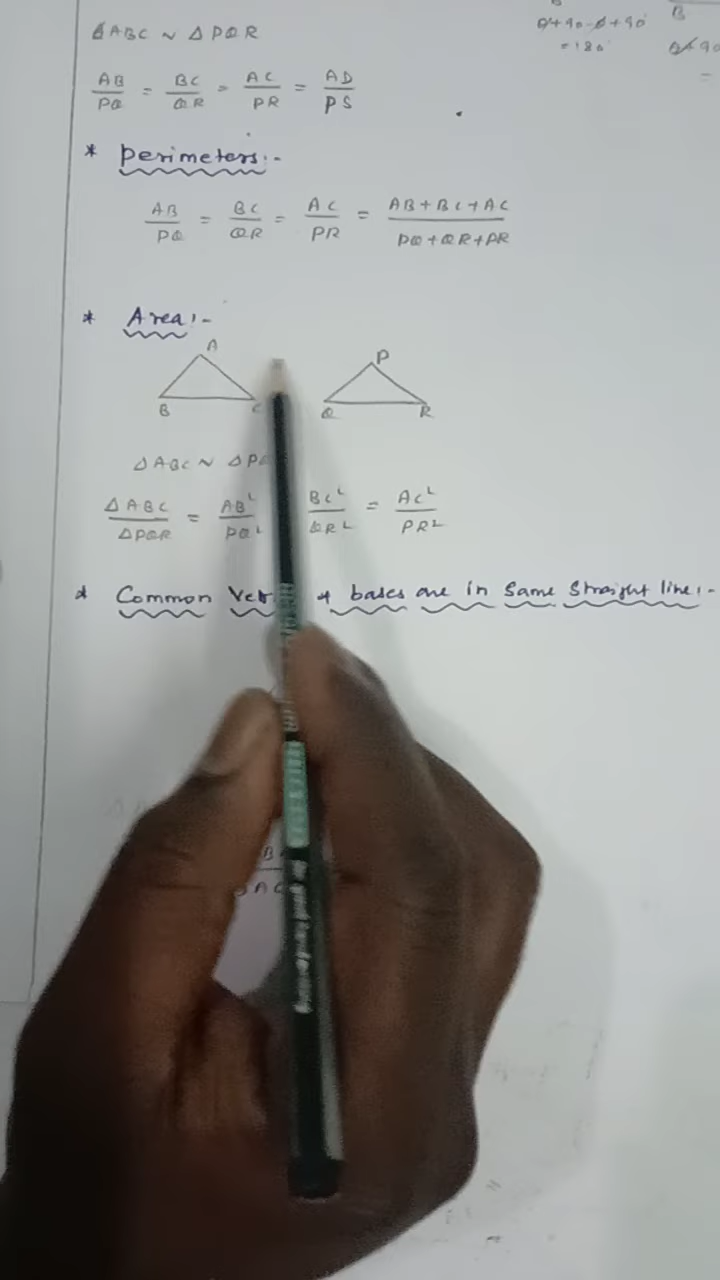 ΔABC ~ ΔPQR
AB/PQ = BC/QR = AC/PR = AD/PS
* Perimeters:-
AB/PQ = BC/QR = AC/PR = AB+BC+AC/PQ+QR+PR
* Area:-
A P
B C Q R
ΔABC ~ ΔPQ
ΔABC/ΔPQR = AB²/PQ² BC²/QR² = AC²/PR²
* Common bases are in Same Straight line:-